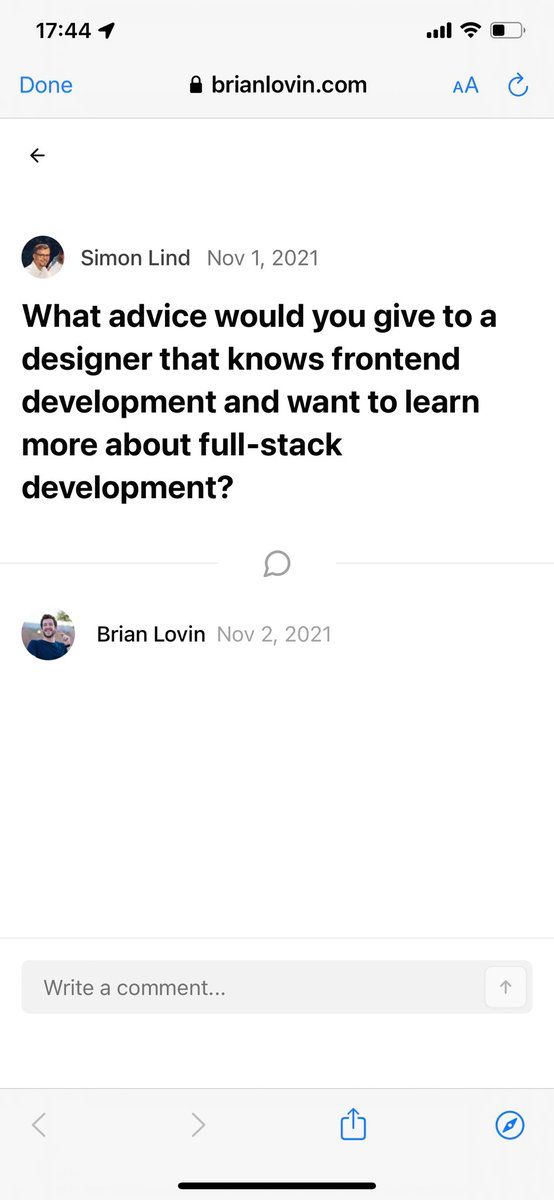 17:44
Done
brianlovin.com
AA
Simon Lind Nov 1, 2021
What advice would you give to a
designer that knows frontend
development and want to learn
more about full-stack
development?
Brian Lovin Nov 2, 2021
Write a comment...